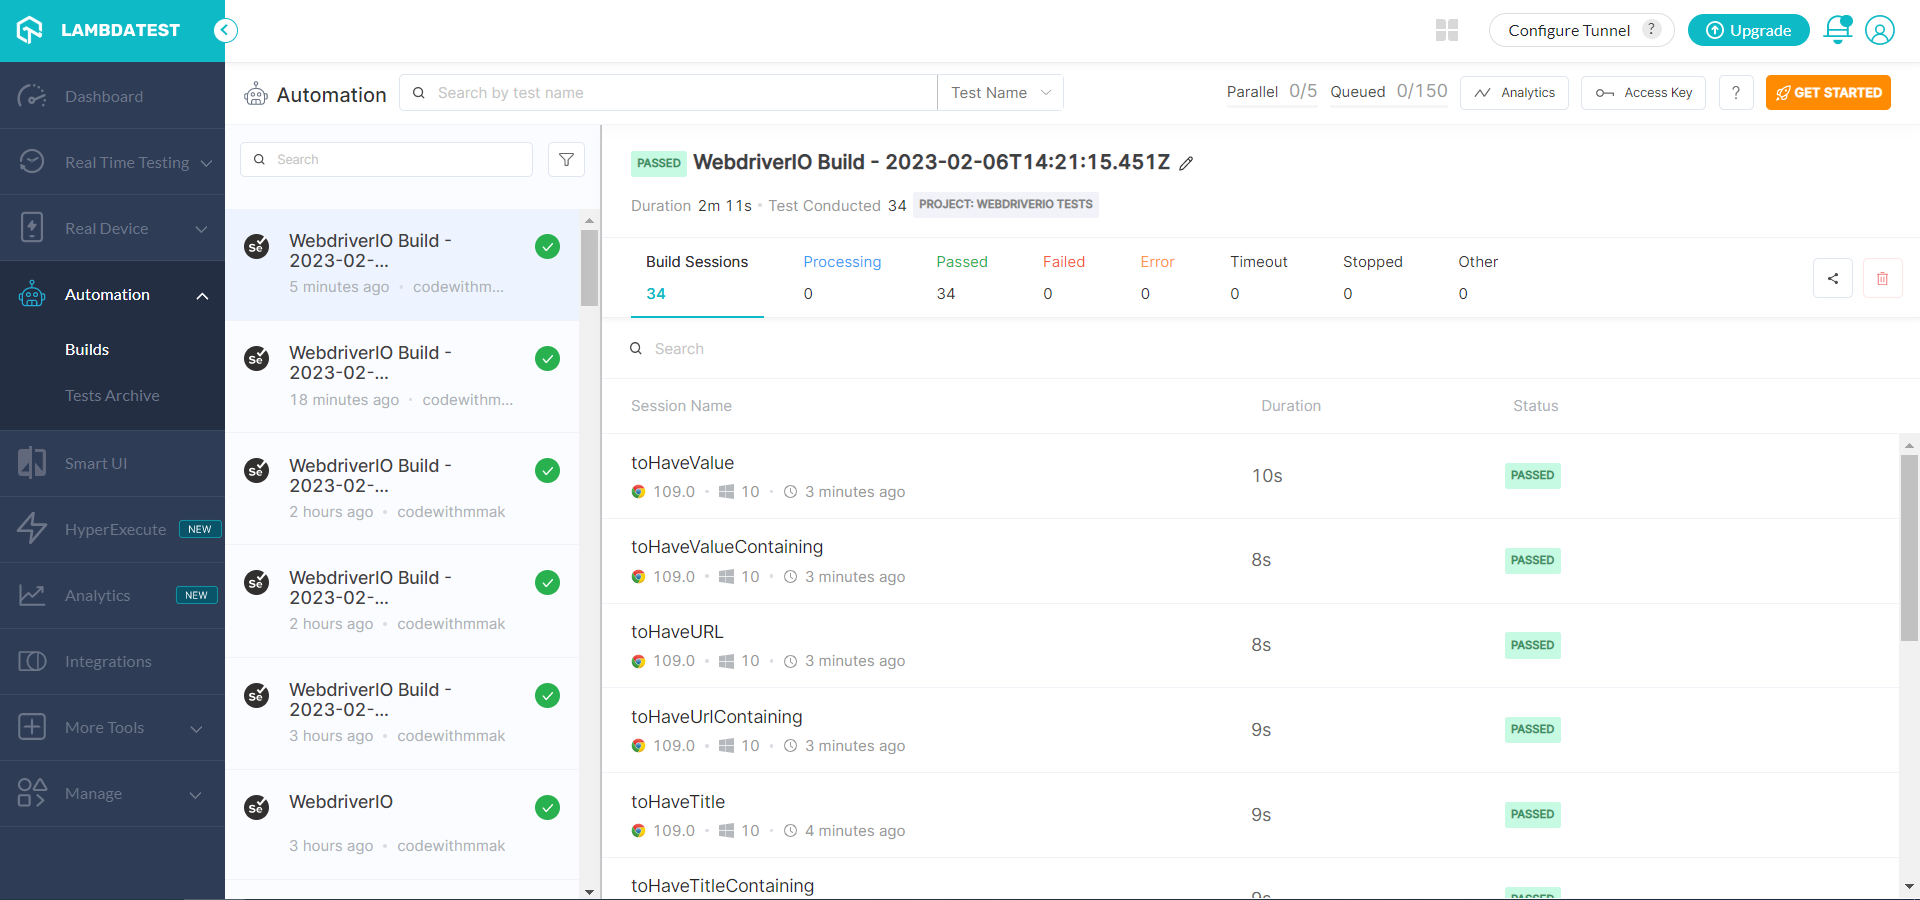 LAMBDATEST
Configure Tunnel ?
Upgrade
Dashboard
Real Time Testing
Real Device
Automation
Builds
Tests Archive
Smart UI
HyperExecute NEW
Analytics NEW
Integrations
More Tools
Manage
Automation
Search by test name
Test Name
Parallel 0/5
Queued 0/150
Analytics
Access Key
?
GET STARTED
Search
WebdriverIO Build -
2023-02-...
5 minutes ago • codewithm...
WebdriverIO Build -
2023-02-...
18 minutes ago • codewithm...
WebdriverIO Build -
2023-02-...
2 hours ago • codewithmmak
WebdriverIO Build -
2023-02-...
2 hours ago • codewithmmak
WebdriverIO Build -
2023-02-...
3 hours ago • codewithmmak
WebdriverIO
3 hours ago • codewithmmak
PASSED WebdriverIO Build - 2023-02-06T14:21:15.451Z
Duration 2m 11s • Test Conducted 34 PROJECT: WEBDRIVERIO TESTS
Build Sessions Processing Passed Failed Error Timeout Stopped Other
34 0 34 0 0 0 0 0
Search
Session Name Duration Status
toHaveValue
109.0 • 10 • 3 minutes ago
10s PASSED
toHaveValueContaining
109.0 • 10 • 3 minutes ago
8s PASSED
toHaveURL
109.0 • 10 • 3 minutes ago
8s PASSED
toHaveUrlContaining
109.0 • 10 • 3 minutes ago
9s PASSED
toHaveTitle
109.0 • 10 • 4 minutes ago
9s PASSED
toHaveTitleContaining
9s PASSED